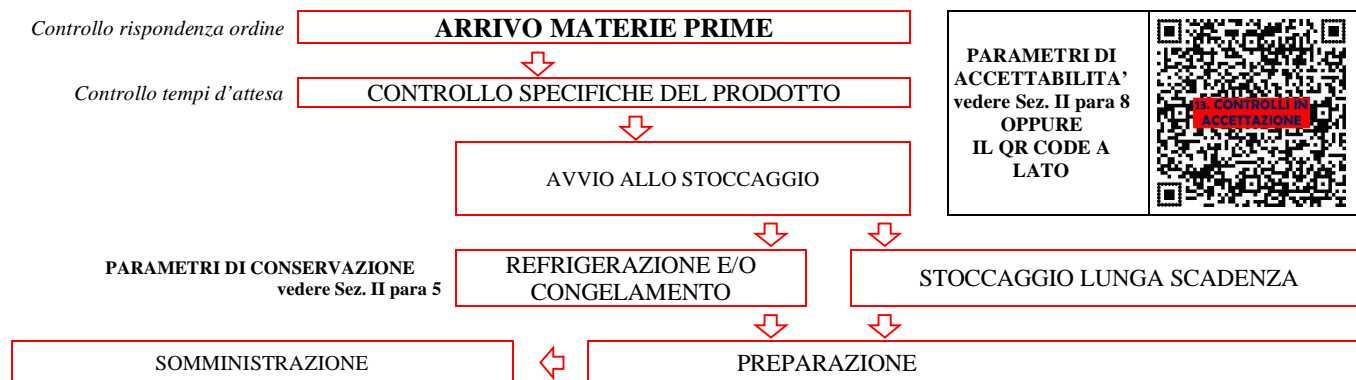 Controllo rispondenza ordine
ARRIVO MATERIE PRIME
PARAMETRI DI
ACCETTABILITA’
vedere Sez. II para 8
OPPURE
IL QR CODE A
LATO
13. CONTROLLI IN
ACCETTAZIONE
Controllo tempi d'attesa
CONTROLLO SPECIFICHE DEL PRODOTTO
AVVIO ALLO STOCCAGGIO
PARAMETRI DI CONSERVAZIONE
vedere Sez. II para 5
REFRIGERAZIONE E/O
CONGELAMENTO
STOCCAGGIO LUNGA SCADENZA
SOMMINISTRAZIONE
PREPARAZIONE